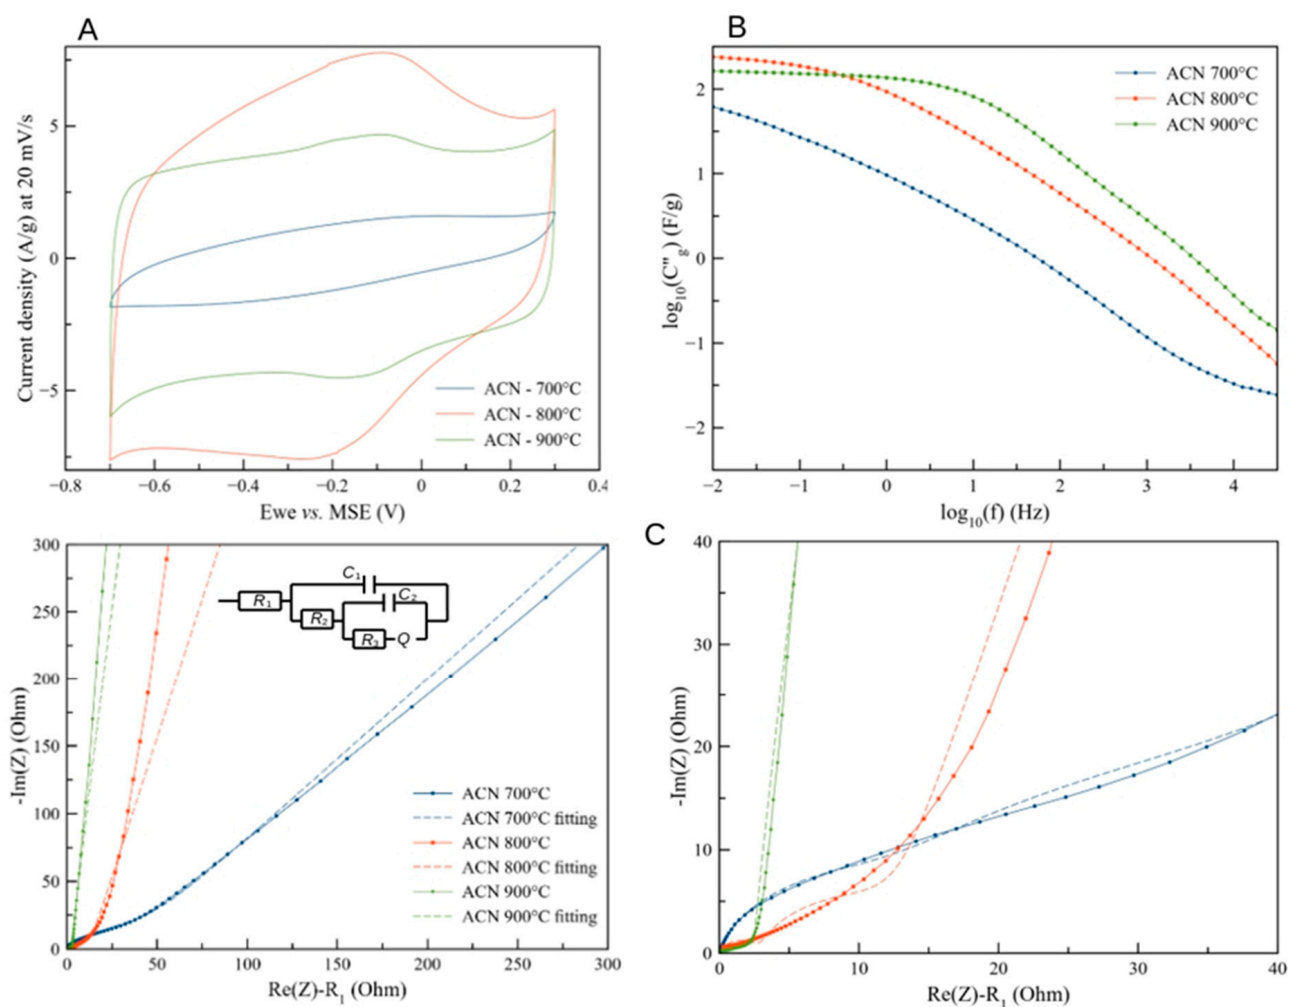 A
Current density (A/g) at 20 mV/s
5
0
−5
ACN - 700°C
ACN - 800°C
ACN - 900°C
−0.8 −0.6 −0.4 −0.2 0 0.2 0.4
Ewe vs. MSE (V)
B
log10(C"g) (F/g)
2
1
0
−1
−2
ACN 700°C
ACN 800°C
ACN 900°C
−2 −1 0 1 2 3 4
log10(f) (Hz)
-Im(Z) (Ohm)
300
250
200
150
100
50
0
C1
R1
C2
R2
R3 Q
ACN 700°C
ACN 700°C fitting
ACN 800°C
ACN 800°C fitting
ACN 900°C
ACN 900°C fitting
0 50 100 150 200 250 300
Re(Z)-R1 (Ohm)
C
-Im(Z) (Ohm)
40
30
20
10
0
0 10 20 30 40
Re(Z)-R1 (Ohm)